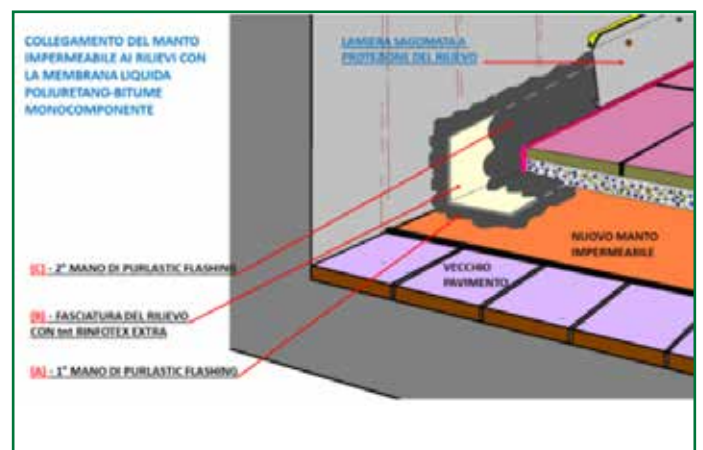 COLLEGAMENTO DEL MANTO
IMPERMEABILE AI RILIEVI CON
LA MEMBRANA LIQUIDA
POLIURETANO-BITUME
MONOCOMPONENTE
LAMIERA SAGOMATA A
PROTEZIONE DEL RILIEVO
NUOVO MANTO
IMPERMEABILE
VECCHIO
PAVIMENTO
(C) - 2° MANO DI PURLASTIC FLASHING
(B) - FASCIATURA DEL RILIEVO
CON tnt RINFOTEX EXTRA
(A) - 1° MANO DI PURLASTIC FLASHING